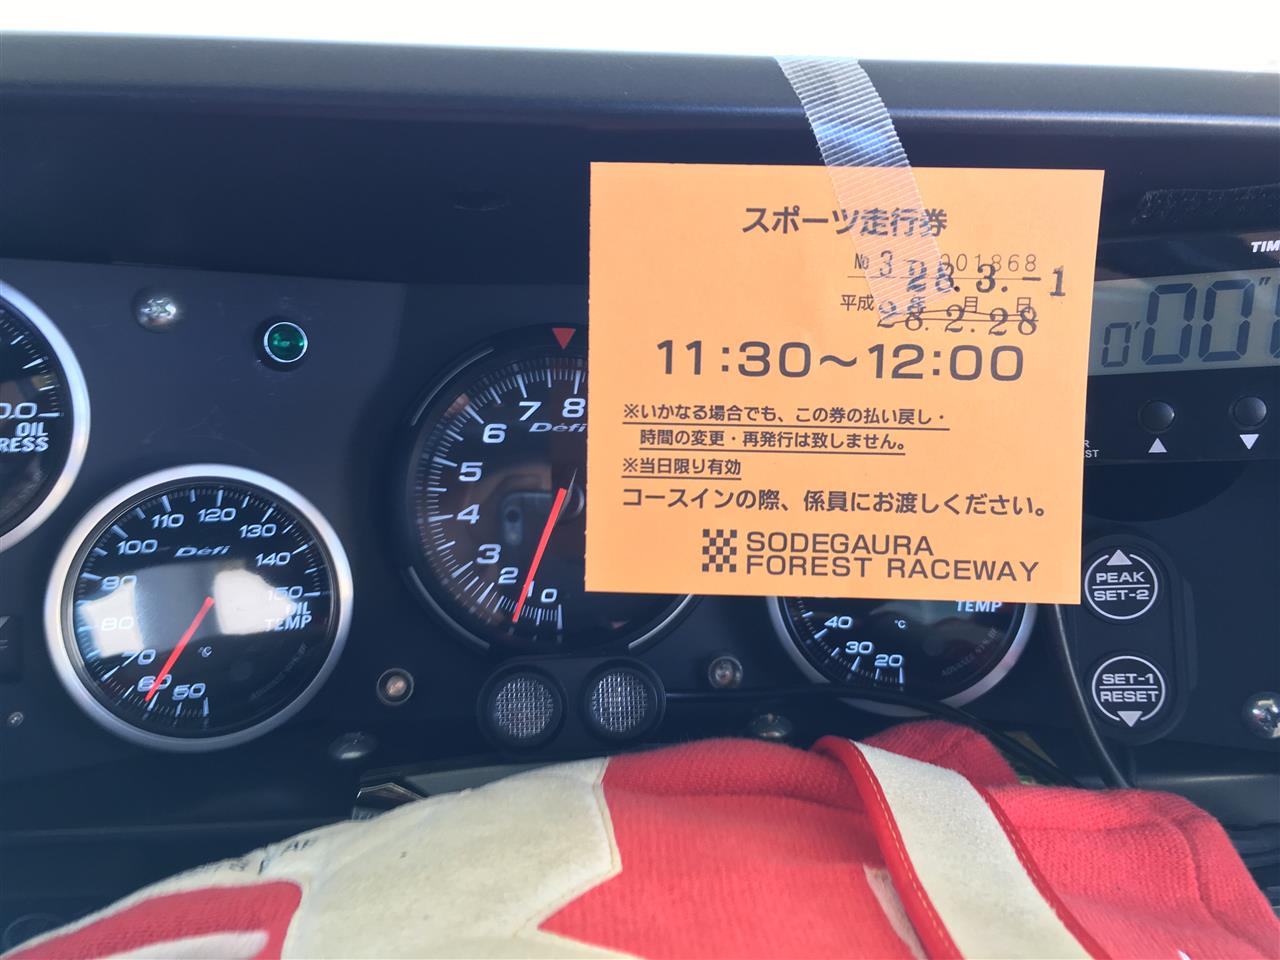 スポーツ走行券
№ 3 001868
28.3.-1
平成 年 月 日
28.2.28
11:30～12:00
※いかなる場合でも、この券の払い戻し・
時間の変更・再発行は致しません。
※当日限り有効
コースインの際、係員にお渡しください。
SODEGAURA
FOREST RACEWAY
TIM
0'00"
▲ ▼
PEAK
SET-2
SET-1
RESET
OIL
RESS
110 120 130
100 140
90 150
80
70
60 50
Defi
OIL
TEMP
°C
7 8
6
5
4
3
2
1 0
Defi
TEMP
40
30 20
°C
ADVANCE